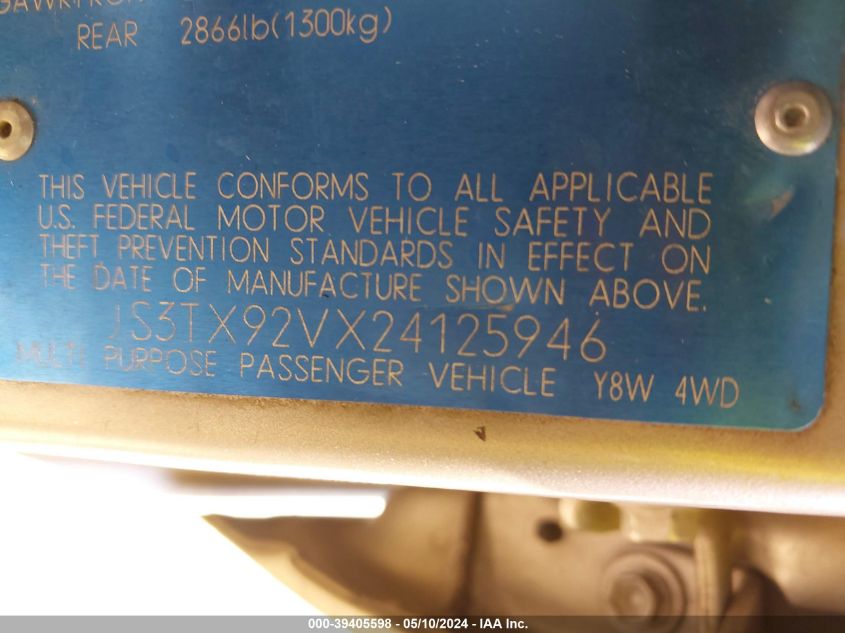 REAR 2866lb(1300kg)
THIS VEHICLE CONFORMS TO ALL APPLICABLE
U.S. FEDERAL MOTOR VEHICLE SAFETY AND
THEFT PREVENTION STANDARDS IN EFFECT ON
THE DATE OF MANUFACTURE SHOWN ABOVE.
JS3TX92VX24125946
MULTI PURPOSE PASSENGER VEHICLE Y8W 4WD
000-39405598 - 05/10/2024 - IAA Inc.